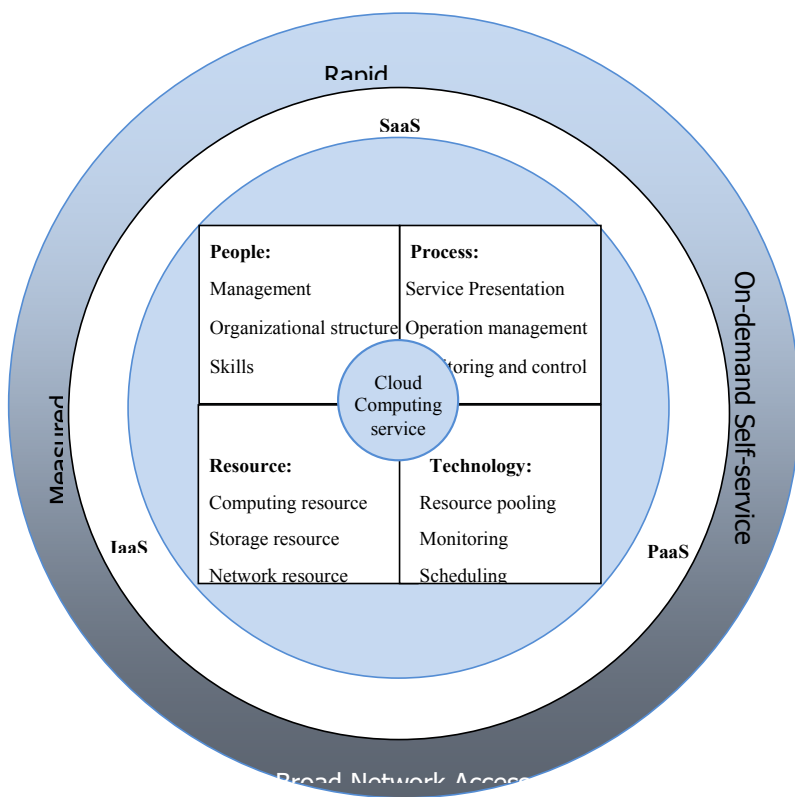 Rapid
SaaS
People:
Management
Organizational structure
Skills
Process:
Service Presentation
Operation management
toring and control
Cloud
Computing
service
Resource:
Computing resource
Storage resource
Network resource
Technology:
Resource pooling
Monitoring
Scheduling
Measured
On-demand Self-service
IaaS
PaaS
Broad Network Access